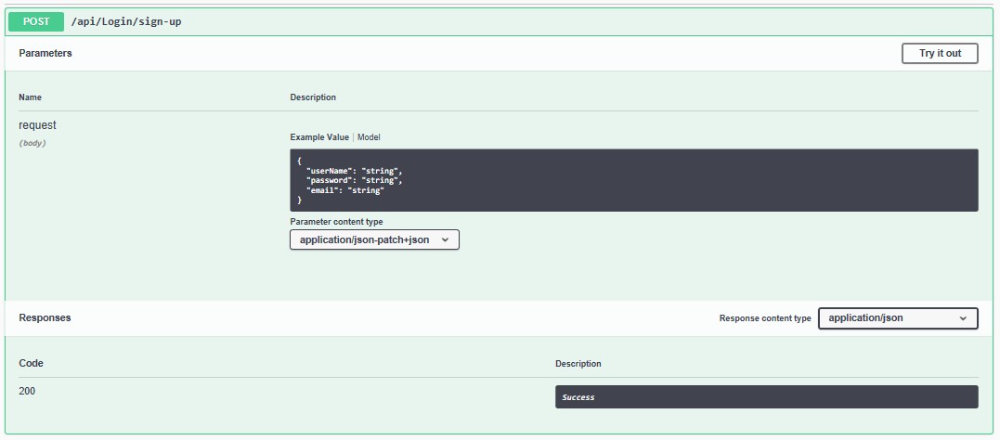 POST /api/Login/sign-up
Parameters
Try it out
Name
Description
request
(body)
Example Value | Model
{
"userName": "string",
"password": "string",
"email": "string"
}
Parameter content type
application/json-patch+json
Responses
Response content type
application/json
Code
Description
200
Success